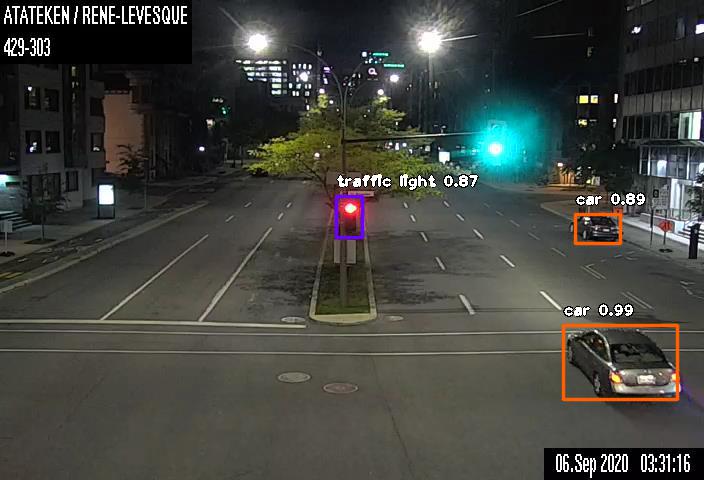 ATATEKEN / RENE-LEVESQUE
429-303
traffic light 0.87
car 0.89
car 0.99
06.Sep 2020 03:31:16